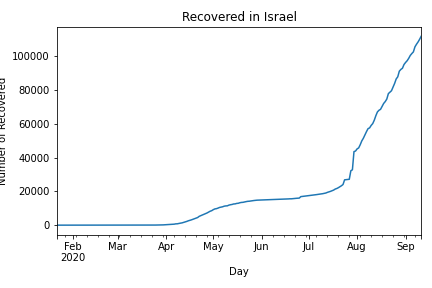 Recovered in Israel
Number of Recovered
100000
80000
60000
40000
20000
0
Feb Mar Apr May Jun Jul Aug Sep
2020
Day